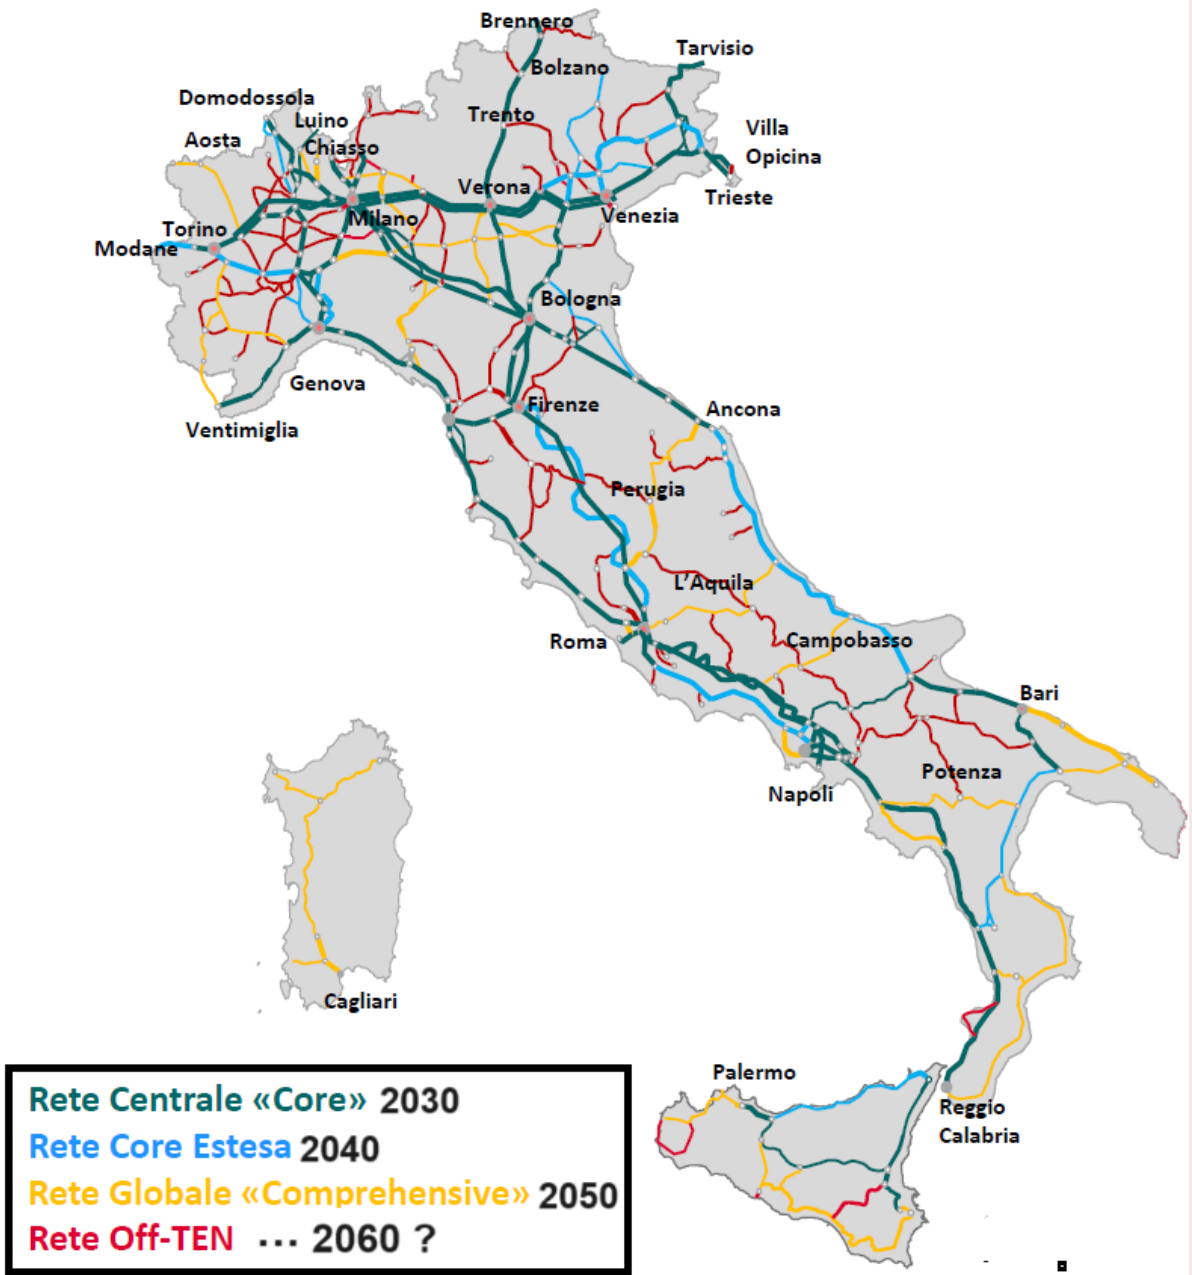 Brennero
Tarvisio
Bolzano
Domodossola
Luino
Trento
Aosta
Chiasso
Villa
Opicina
Verona
Trieste
Milano
Venezia
Torino
Modane
Bologna
Genova
Firenze
Ancona
Ventimiglia
Perugia
L'Aquila
Roma
Campobasso
Bari
Potenza
Napoli
Cagliari
Palermo
Reggio
Calabria
Rete Centrale «Core» 2030
Rete Core Estesa 2040
Rete Globale «Comprehensive» 2050
Rete Off-TEN ... 2060 ?